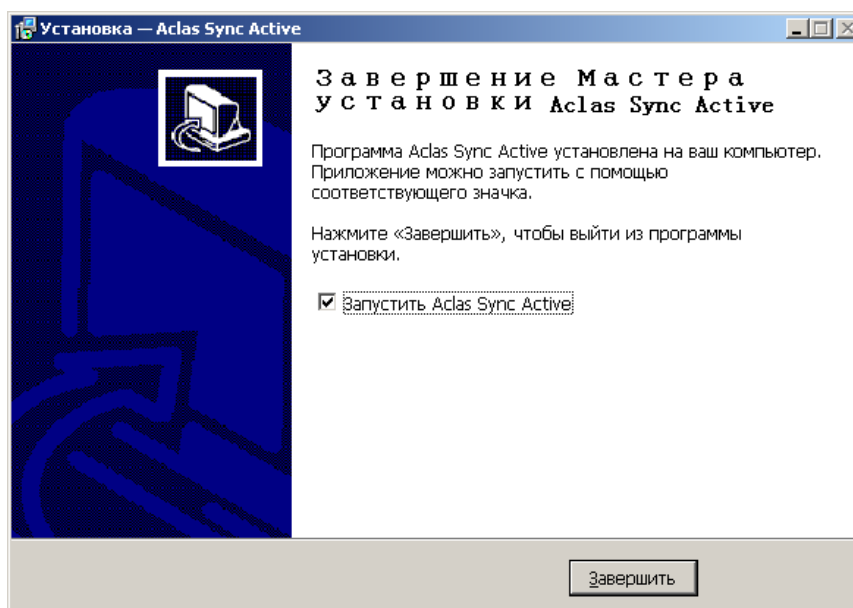 Установка — Aclas Sync Active
Завершение Мастера
установки Aclas Sync Active
Программа Aclas Sync Active установлена на ваш компьютер.
Приложение можно запустить с помощью
соответствующего значка.
Нажмите «Завершить», чтобы выйти из программы
установки.
Запустить Aclas Sync Active
Завершить